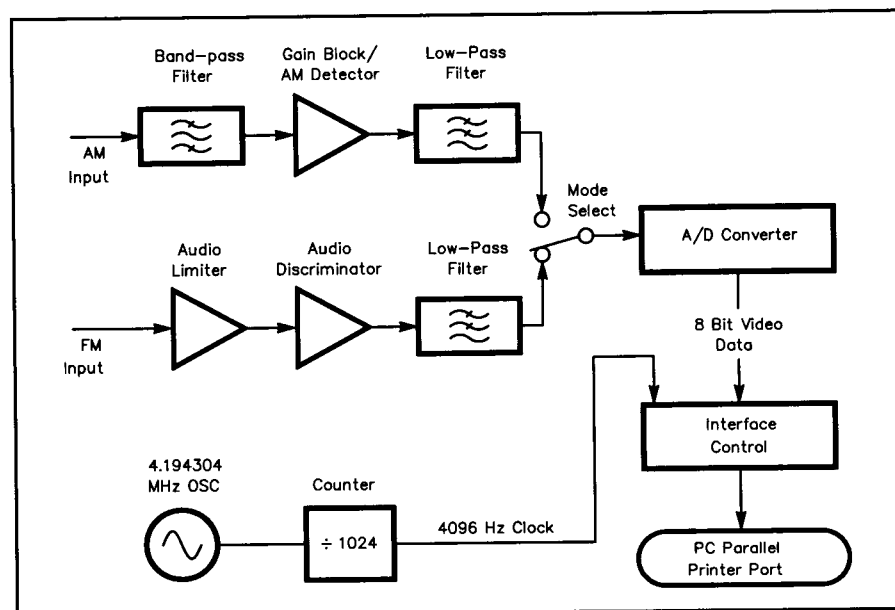 Band-pass
Filter
Gain Block/
AM Detector
Low-Pass
Filter
AM
Input
Mode
Select
A/D Converter
Audio
Limiter
Audio
Discriminator
Low-Pass
Filter
FM
Input
8 Bit Video
Data
Interface
Control
4.194304
MHz OSC
Counter
÷ 1024
4096 Hz Clock
PC Parallel
Printer Port